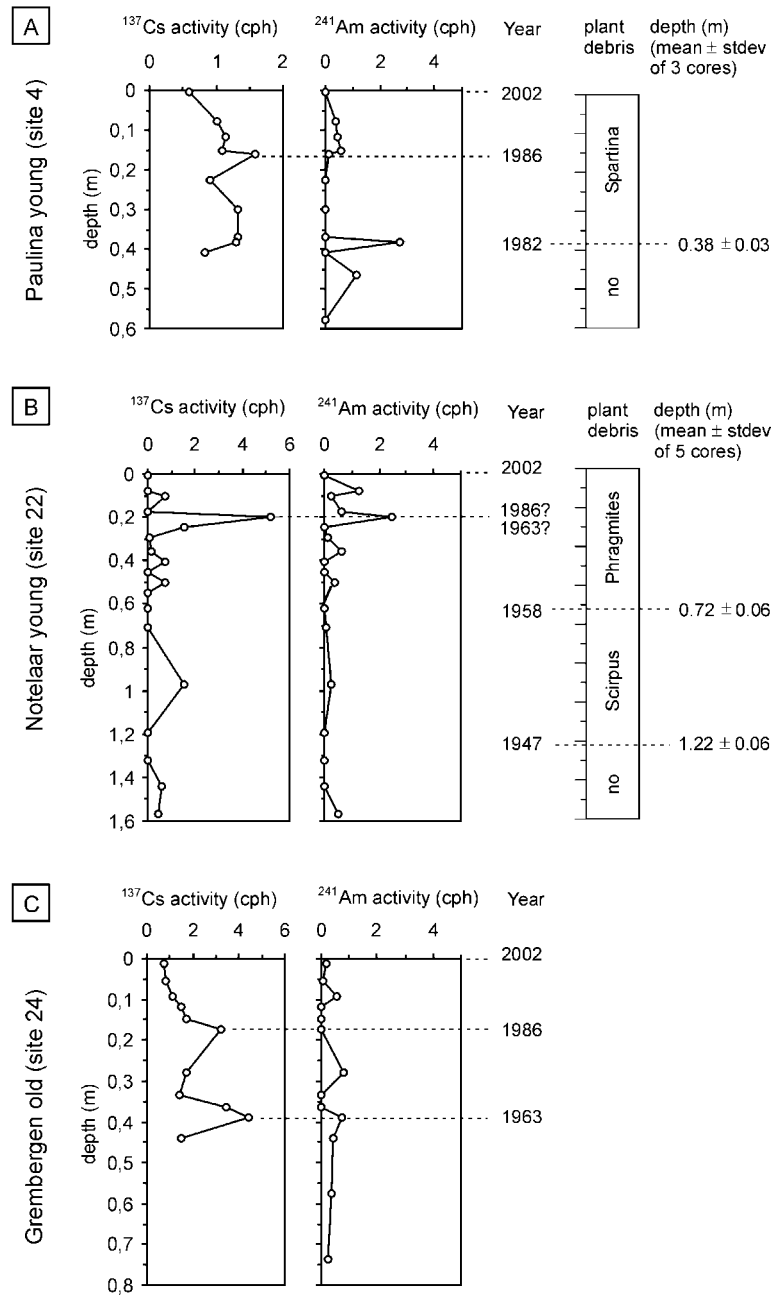 A
¹³⁷Cs activity (cph) ²⁴¹Am activity (cph) Year plant debris depth (m) (mean ± stdev of 3 cores)
0 1 2 0 2 4
Paulina young (site 4)
depth (m)
0 2002
0,1
0,2 1986
0,3
0,4 1982 0.38 ± 0.03
0,5
0,6
Spartina
no
B
¹³⁷Cs activity (cph) ²⁴¹Am activity (cph) Year plant debris depth (m) (mean ± stdev of 5 cores)
0 2 4 6 0 2 4
Notelaar young (site 22)
depth (m)
0 2002
0.2 1986?
1963?
0.4
0.6 1958 0.72 ± 0.06
0,8
1
1,2 1947 1.22 ± 0.06
1,4
1,6
Phragmites
Scirpus
no
C
¹³⁷Cs activity (cph) ²⁴¹Am activity (cph) Year
0 2 4 6 0 2 4
Grembergen old (site 24)
depth (m)
0 2002
0,1
0,2 1986
0,3
0,4 1963
0,5
0,6
0,7
0,8